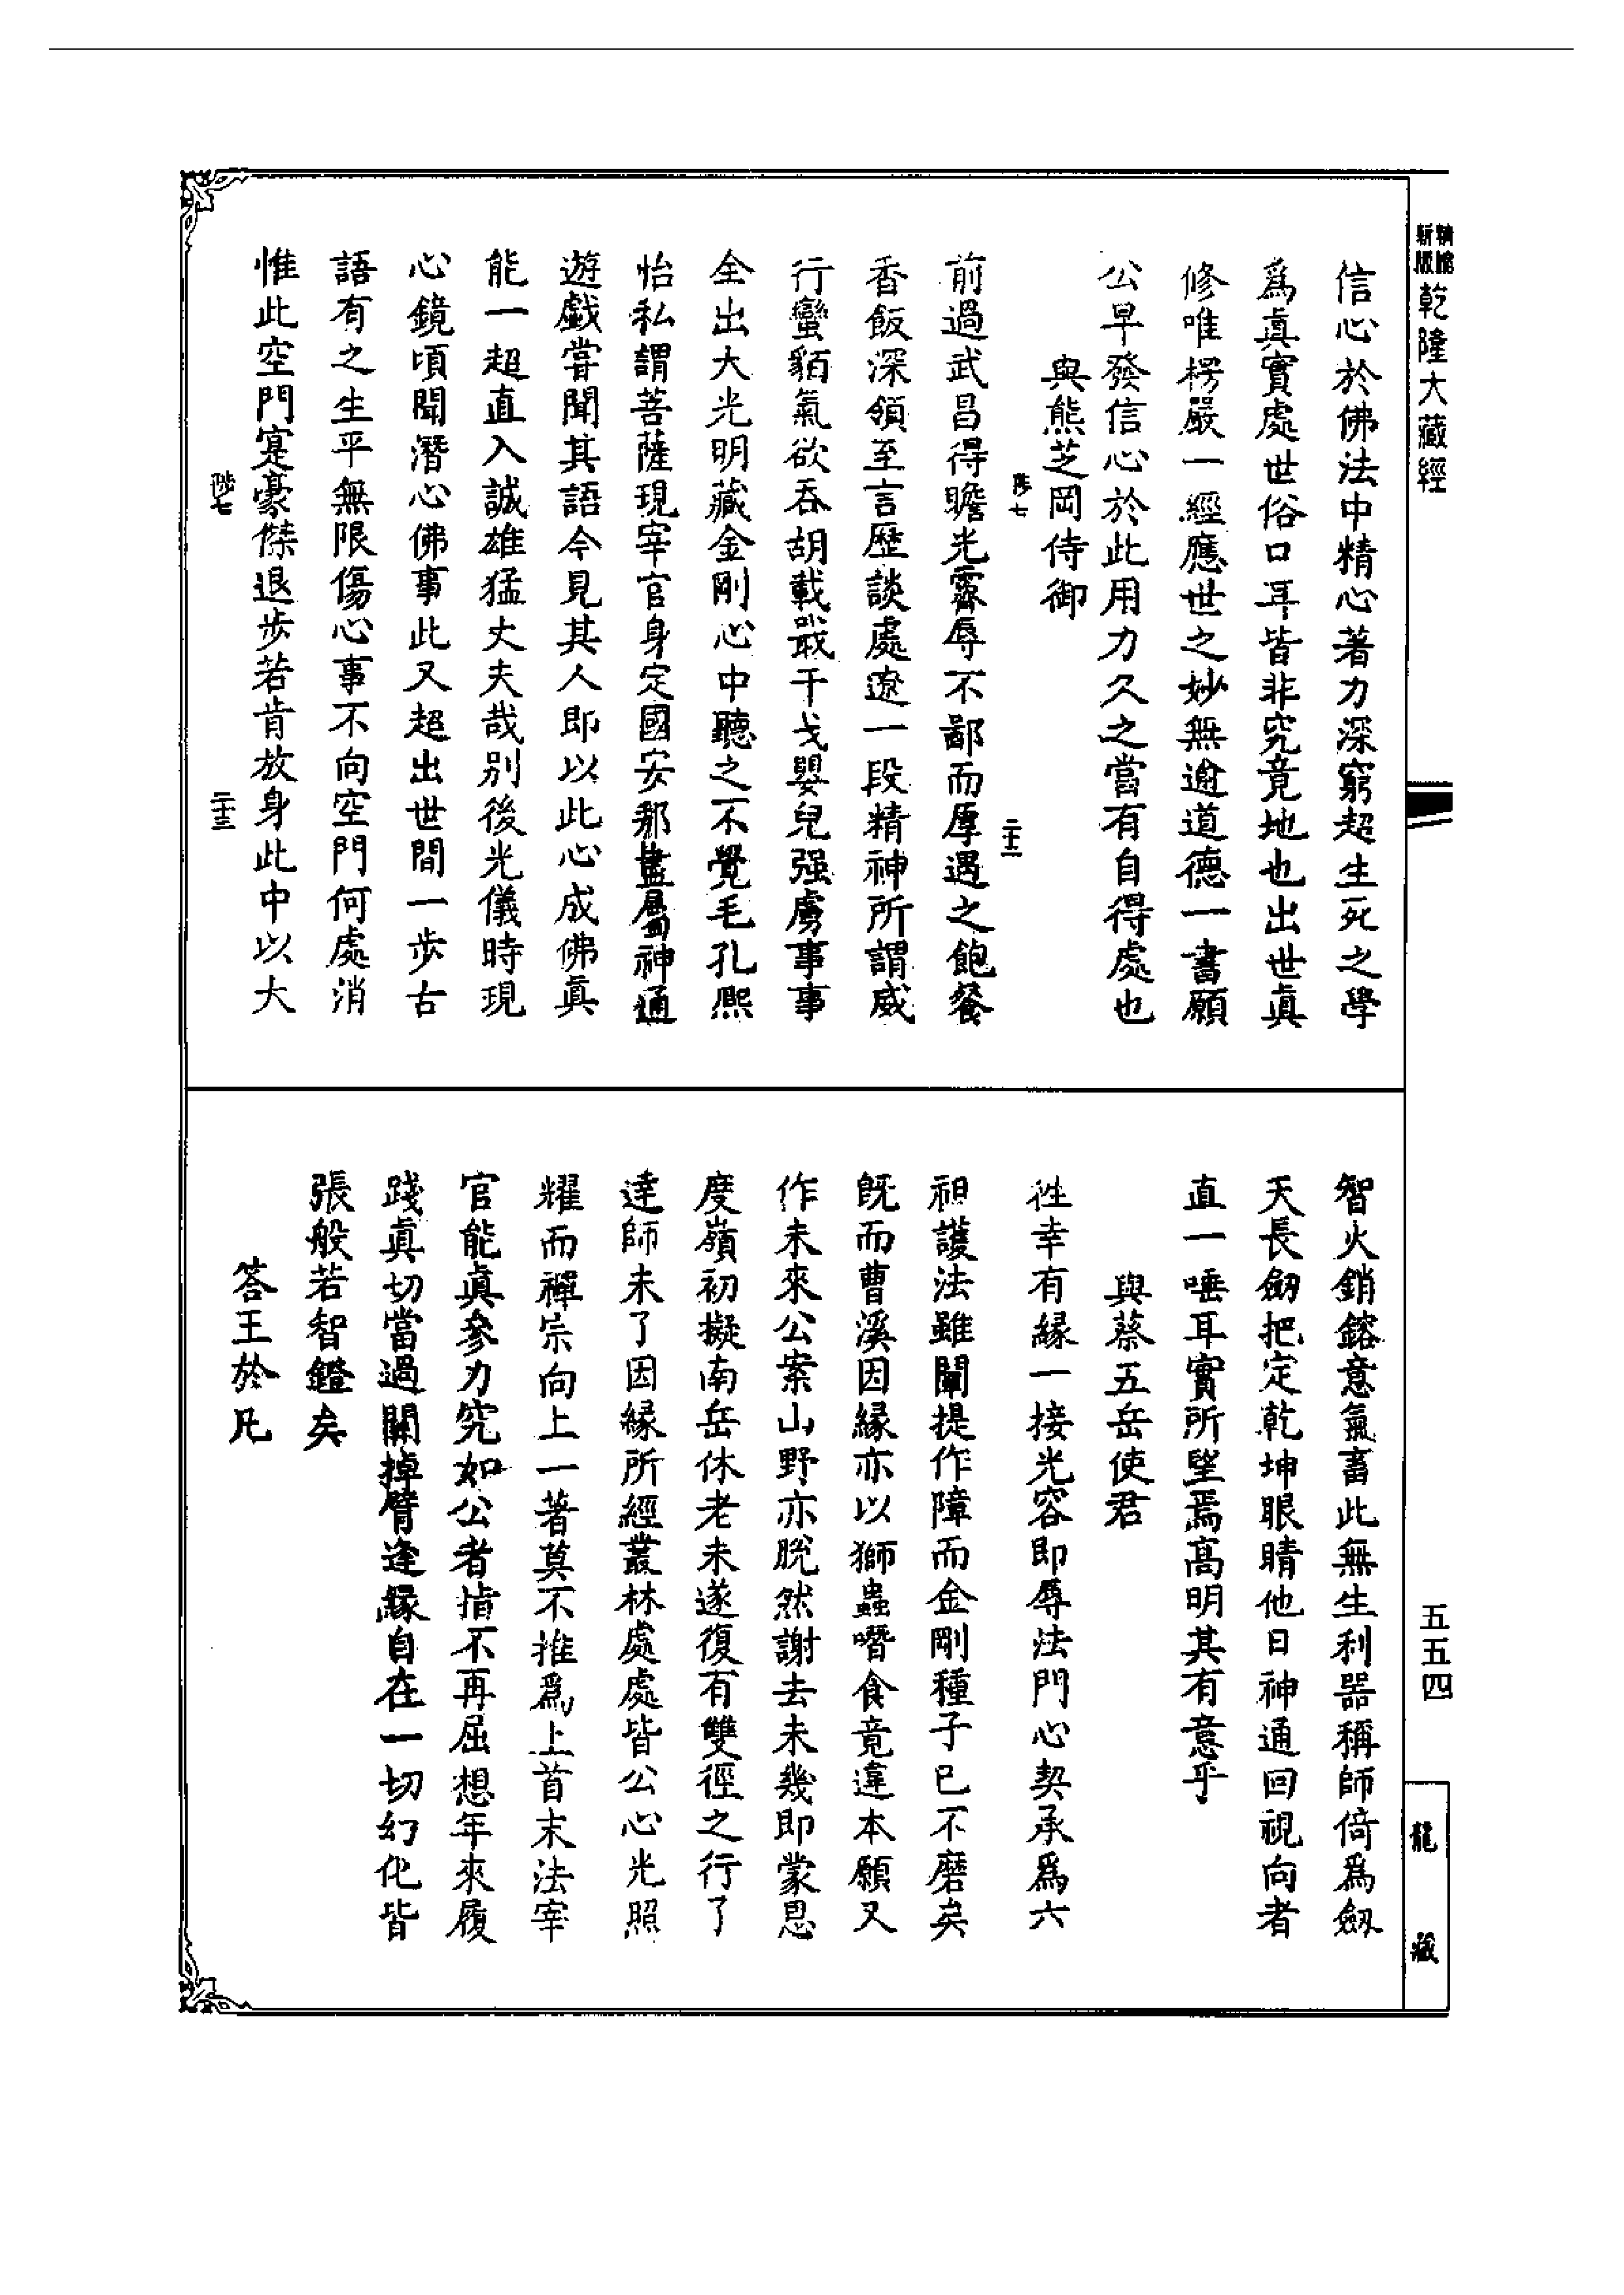 新版
精縮
乾隆大藏經
五五四
龍藏
信心於佛法中精心著力深窮超生死之學
爲眞實處世俗口耳皆非究竟地也出世眞
修唯楞嚴一經應世之妙無逾道德一書願
公早發信心於此用力久之當有自得處也
與熊芝岡侍御
陟七
二十二
前過武昌得瞻光霽辱不鄙而厚遇之飽餐
香飯深領至言歷談處遼一段精神所謂威
行蠻貊氣欲吞胡載戢干戈嬰兒强虜事事
全出大光明藏金剛心中聽之不覺毛孔熙
怡私謂菩薩現宰官身定國安邦盡屬神通
遊戲嘗聞其語今見其人即以此心成佛眞
能一超直入誠雄猛丈夫哉別後光儀時現
心鏡頃聞潛心佛事此又超出世間一步古
語有之生平無限傷心事不向空門何處消
惟此空門寔豪傑退步若肯放身此中以大
陟七
二十三
智火銷鎔意氣畜此無生利器稱師倚爲劒
天長劒把定乾坤眼睛他日神通回視向者
直一唾耳實所望焉高明其有意乎
與蔡五岳使君
徃幸有緣一接光容即辱法門心契承爲六
祖護法雖闡提作障而金剛種子已不磨矣
旣而曹溪因緣亦以獅蟲噆食竟違本願又
作未來公案山野亦脫然謝去未幾即蒙恩
度嶺初擬南岳休老未遂復有雙徑之行了
達師未了因緣所經叢林處處皆公心光照
耀而禪宗向上一著莫不推爲上首末法宰
官能眞參力究如公者指不再屈想年來履
踐眞切當過關掉臂逢緣自在一切幻化皆
張般若智鐙矣
答王於凡